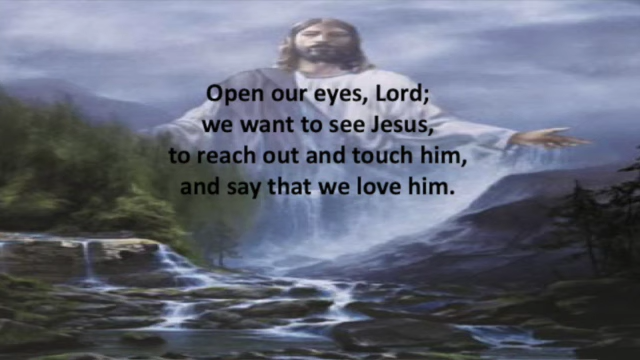 Open our eyes, Lord;
we want to see Jesus,
to reach out and touch him,
and say that we love him.